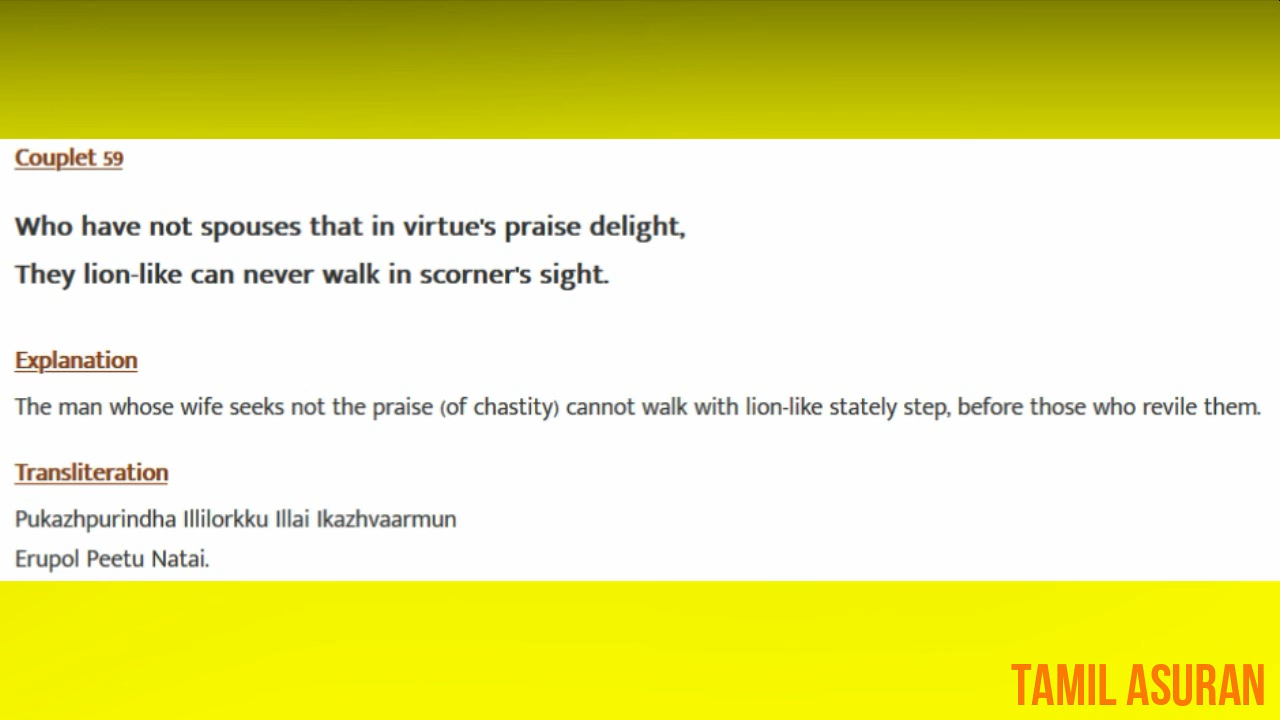 Couplet 59
Who have not spouses that in virtue's praise delight,
They lion-like can never walk in scorner's sight.
Explanation
The man whose wife seeks not the praise (of chastity) cannot walk with lion-like stately step, before those who revile them.
Transliteration
Pukazhpurindha Illilorkku Illai Ikazhvaarmun
Erupol Peetu Natai.
TAMIL ASURAN